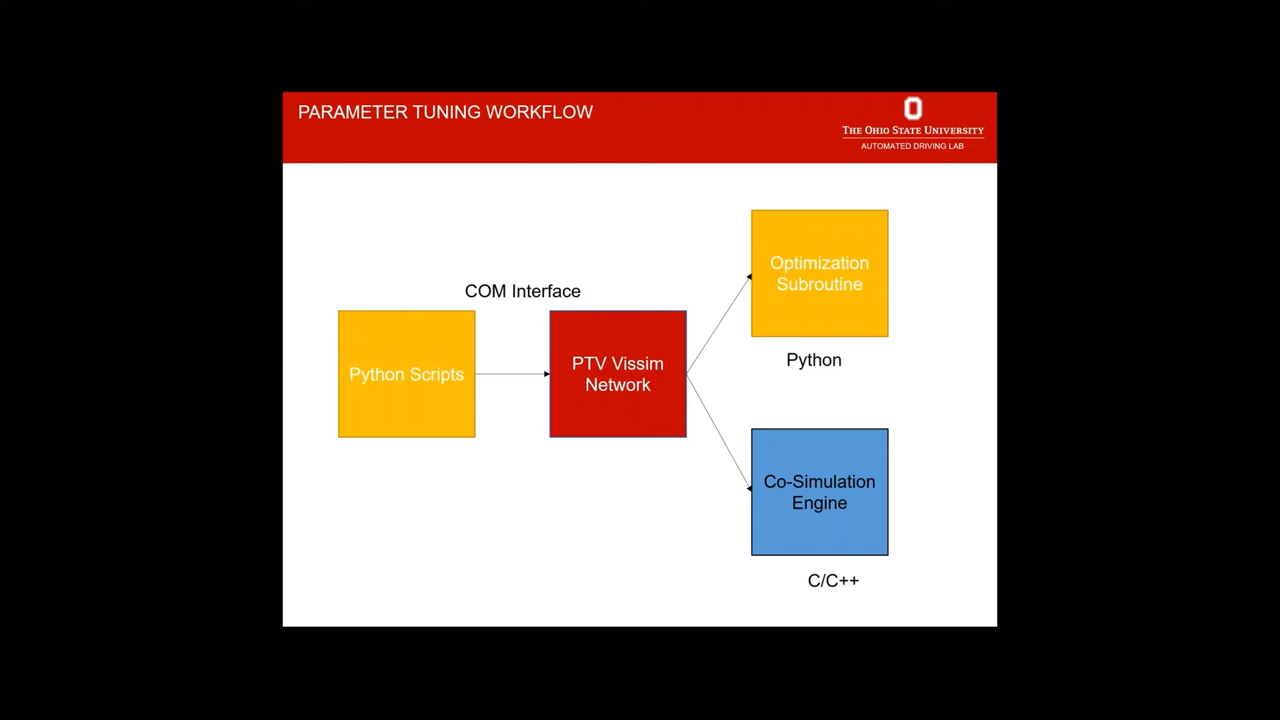 PARAMETER TUNING WORKFLOW
O
THE OHIO STATE UNIVERSITY
AUTOMATED DRIVING LAB
COM Interface
Python Scripts
PTV Vissim
Network
Optimization
Subroutine
Python
Co-Simulation
Engine
C/C++